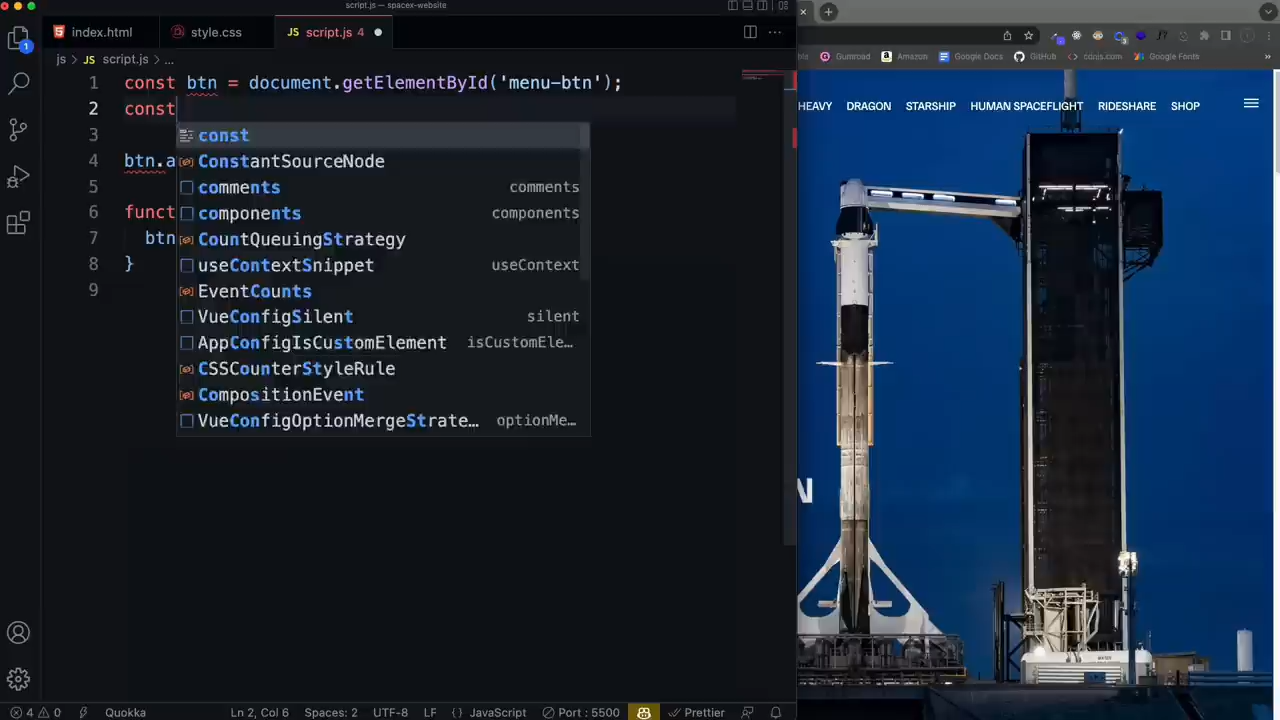 script.js — spacex-website
index.html
style.css
JS script.js 4
js › JS script.js › ...
1 const btn = document.getElementById('menu-btn');
2 const
const
3
4 btn.a
ConstantSourceNode
5
comments comments
6 funct
components components
7 btn
CountQueuingStrategy
8 }
useContextSnippet useContext
9
EventCounts
VueConfigSilent silent
AppConfigIsCustomElement isCustomEle…
CSSCounterStyleRule
CompositionEvent
VueConfigOptionMergeStrate… optionMe…
1
4 0 Quokka Ln 2, Col 6 Spaces: 2 UTF-8 LF {} JavaScript Port : 5500 Prettier
Gumroad Amazon Google Docs GitHub cdnjs.com Google Fonts »
HEAVY DRAGON STARSHIP HUMAN SPACEFLIGHT RIDESHARE SHOP
N